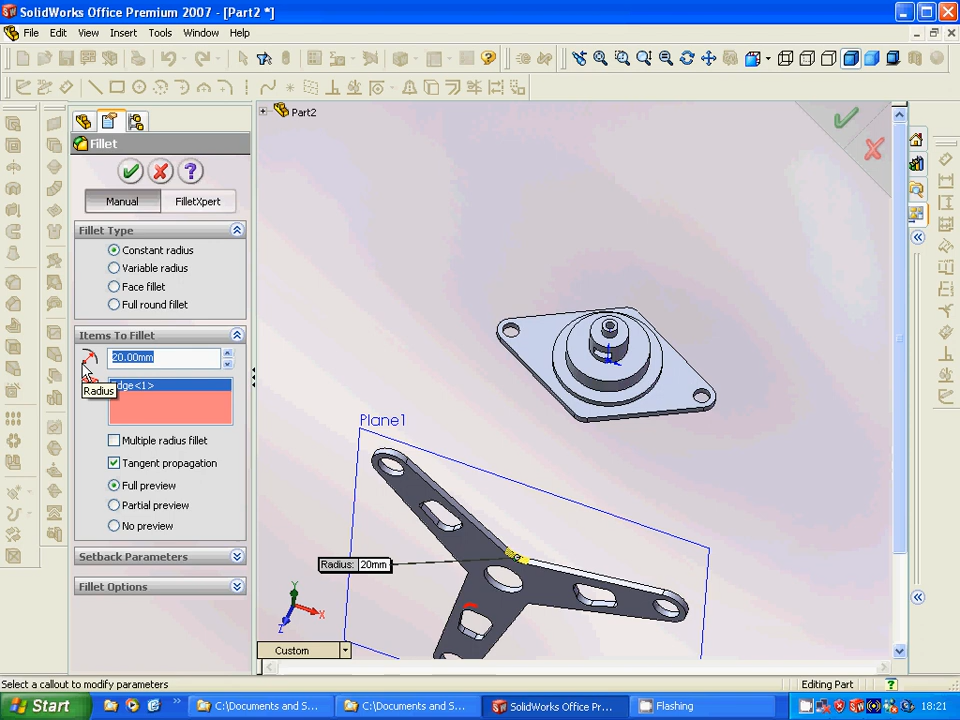 SolidWorks Office Premium 2007 - [Part2 *]
File Edit View Insert Tools Window Help
Part2
Fillet
Manual FilletXpert
Fillet Type
Constant radius
Variable radius
Face fillet
Full round fillet
Items To Fillet
20.00mm
Radius
Edge<1>
Multiple radius fillet
Tangent propagation
Full preview
Partial preview
No preview
Setback Parameters
Fillet Options
Plane1
Radius: 20mm
Y
X
Z
Custom
Select a callout to modify parameters
Editing Part
Start
C:\Documents and S...
C:\Documents and S...
SolidWorks Office Pr...
Flashing
18:21